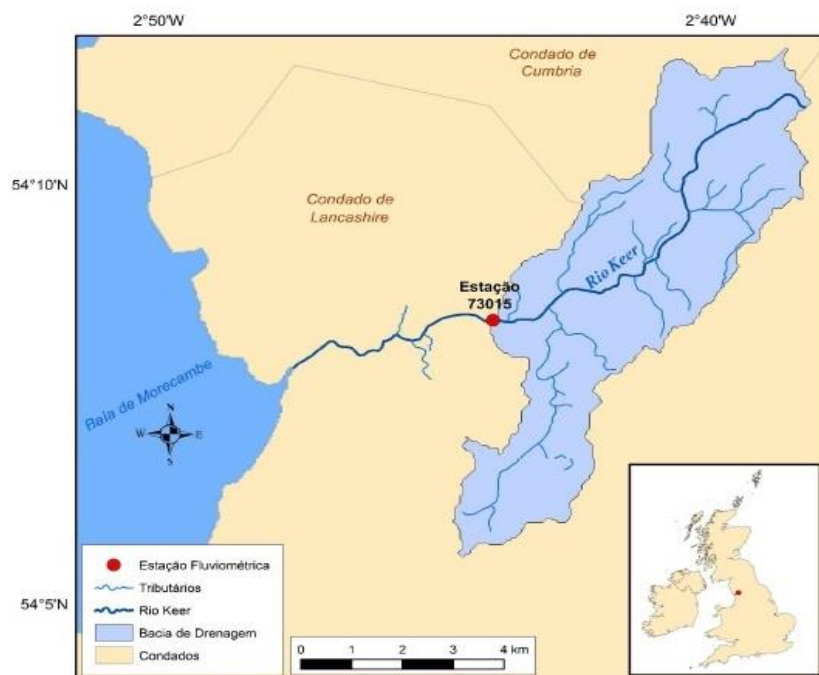 2°50'W
2°40'W
Condado de
Cumbria
54°10'N
Condado de
Lancashire
Rio Keer
Estação
73015
Baía de Morecambe
N
W
E
S
Estação Fluviométrica
Tributários
Rio Keer
Bacia de Drenagem
Condados
54°5'N
0 1 2 3 4 km